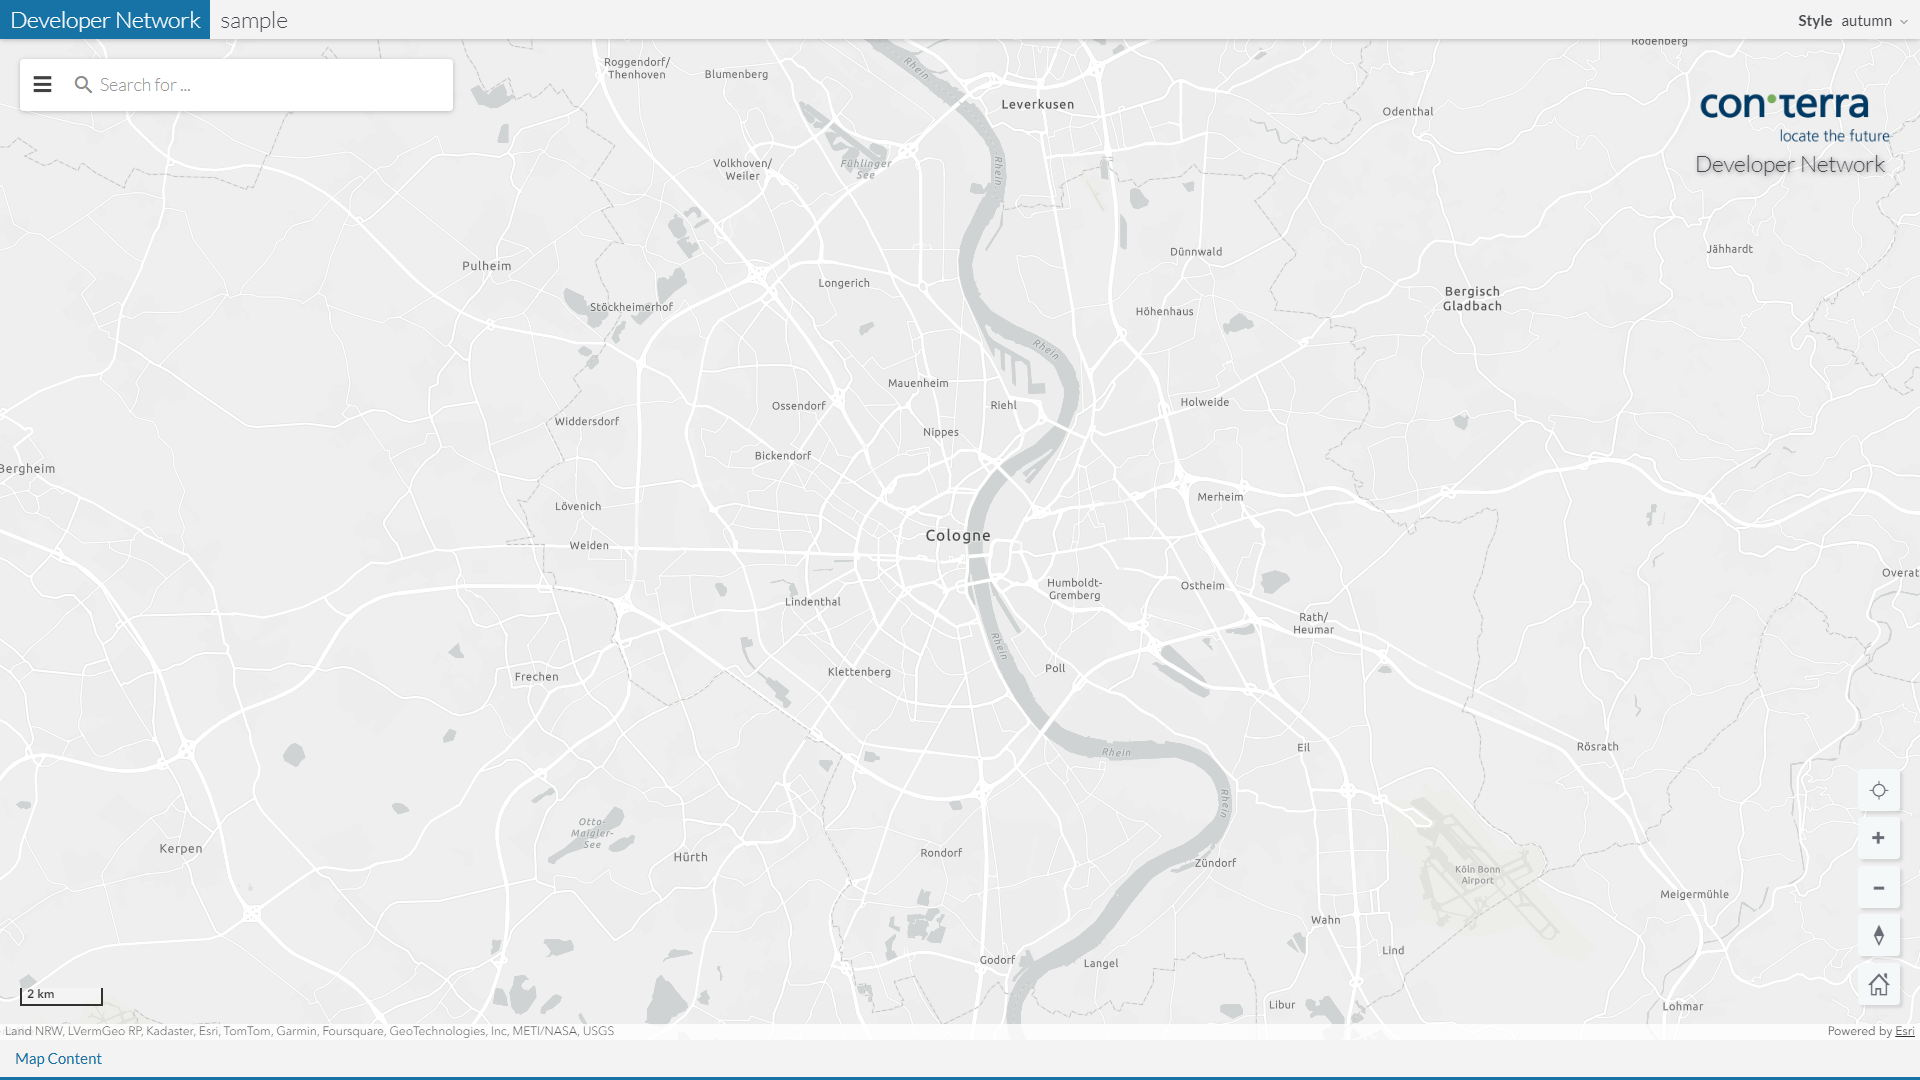 Developer Network
sample
Style autumn
Search for ...
con terra
locate the future
Developer Network
Rodenberg
Roggendorf/
Thenhoven
Blumenberg
Rhein
Leverkusen
Odenthal
Volkhoven/
Weiler
Fühlinger
See
Rhein
Dünnwald
Jähhardt
Pulheim
Longerich
Stöckheimerhof
Höhenhaus
Bergisch
Gladbach
Rhein
Mauenheim
Ossendorf
Riehl
Holweide
Widdersdorf
Nippes
Bickendorf
Bergheim
Lövenich
Merheim
Cologne
Weiden
Overat
Humboldt-
Gremberg
Ostheim
Lindenthal
Rath/
Heumar
Rhein
Klettenberg
Poll
Frechen
Rhein
Eil
Rösrath
Rhein
Otto-
Maigler-
See
Kerpen
Hürth
Rondorf
Zündorf
Köln Bonn
Airport
Meigermühle
Wahn
Lind
Godorf
Langel
Libur
Lohmar
2 km
Land NRW, LVermGeo RP, Kadaster, Esri, TomTom, Garmin, Foursquare, GeoTechnologies, Inc, METI/NASA, USGS
Powered by Esri
Map Content